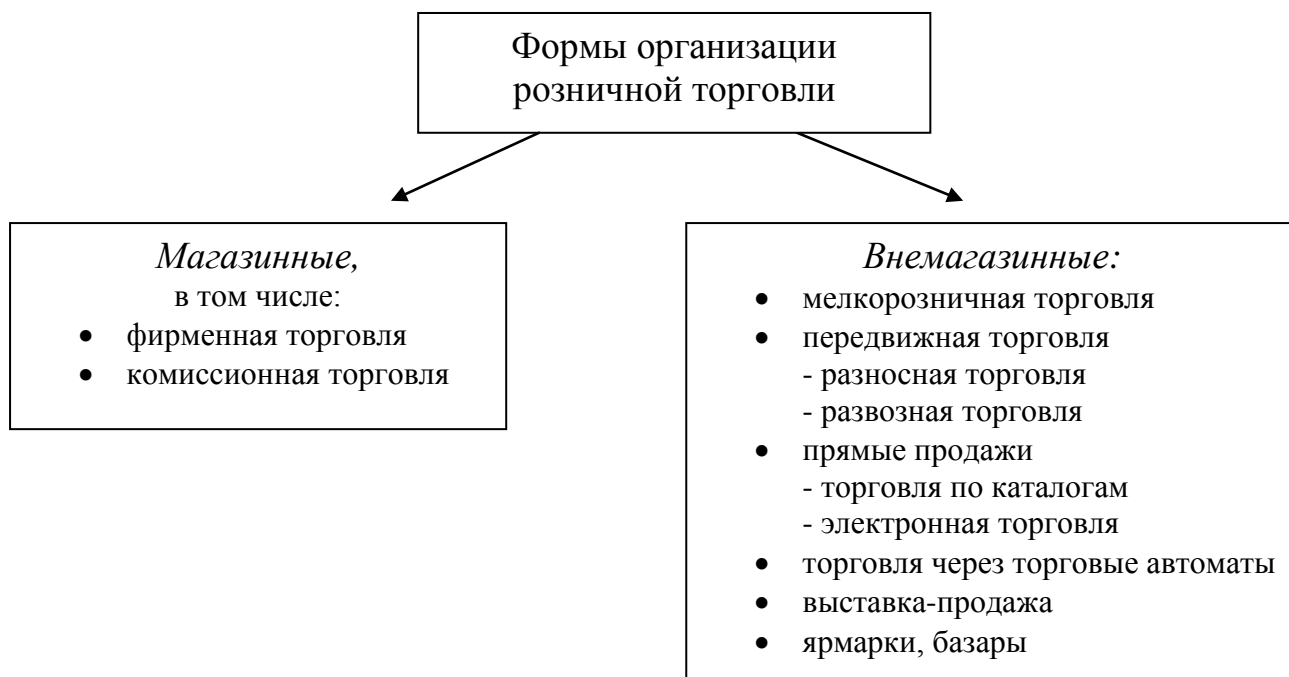 Формы организации
розничной торговли
Магазинные,
в том числе:
• фирменная торговля
• комиссионная торговля
Внемагазинные:
• мелкорозничная торговля
• передвижная торговля
- разносная торговля
- развозная торговля
• прямые продажи
- торговля по каталогам
- электронная торговля
• торговля через торговые автоматы
• выставка-продажа
• ярмарки, базары